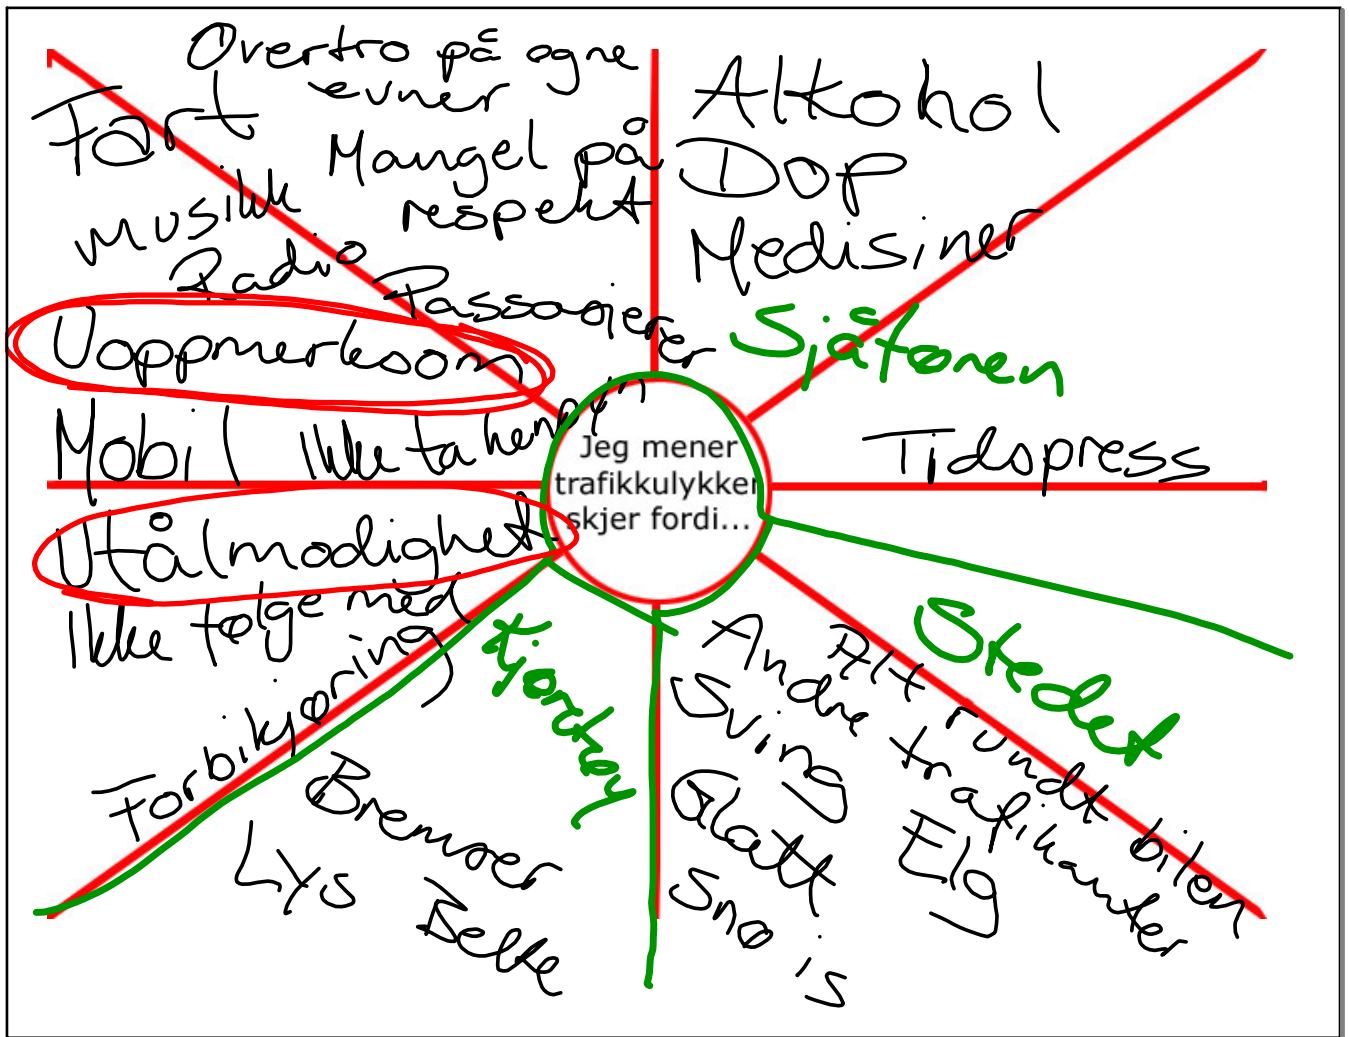 Overtro på egne
evner
Fart
Mangel på
respekt
Musikk
Radio
Passasjerer
Uoppmerksom
Mobil
Ikke ta hensyn
Utålmodighet
Ikke følge med
Forbikjøring
Alkohol
Dop
Medisiner
Sjåføren
Tidspress
Jeg mener
trafikkulykker
skjer fordi...
Kjøretøy
Bremser
Lys
Belte
Stedet
Alt rundt bilen
Andre trafikanter
Sving
Glatt
Elg
Snø
is